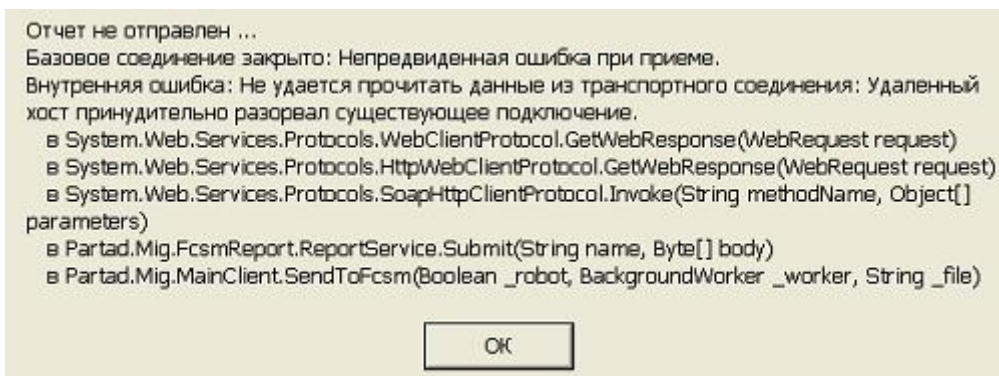 Отчет не отправлен ...
Базовое соединение закрыто: Непредвиденная ошибка при приеме.
Внутренняя ошибка: Не удается прочитать данные из транспортного соединения: Удаленный
хост принудительно разорвал существующее подключение.
в System.Web.Services.Protocols.WebClientProtocol.GetWebResponse(WebRequest request)
в System.Web.Services.Protocols.HttpWebClientProtocol.GetWebResponse(WebRequest request)
в System.Web.Services.Protocols.SoapHttpClientProtocol.Invoke(String methodName, Object[]
parameters)
в Partad.Mig.FcsmReport.ReportService.Submit(String name, Byte[] body)
в Partad.Mig.MainClient.SendToFcsm(Boolean _robot, BackgroundWorker _worker, String _file)
ОК